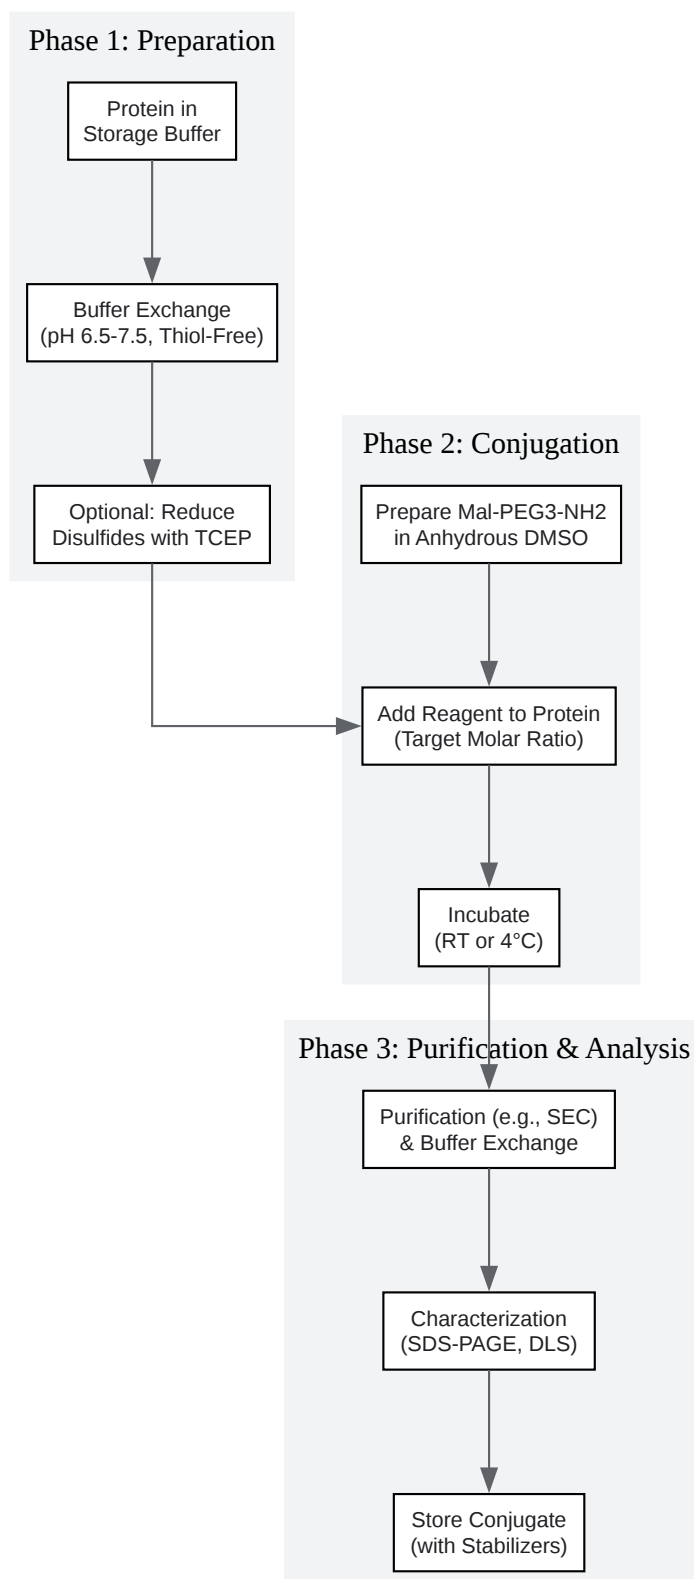 Phase 1: Preparation
Protein in
Storage Buffer
Buffer Exchange
(pH 6.5-7.5, Thiol-Free)
Optional: Reduce
Disulfides with TCEP
Phase 2: Conjugation
Prepare Mal-PEG3-NH2
in Anhydrous DMSO
Add Reagent to Protein
(Target Molar Ratio)
Incubate
(RT or 4°C)
Phase 3: Purification & Analysis
Purification (e.g., SEC)
& Buffer Exchange
Characterization
(SDS-PAGE, DLS)
Store Conjugate
(with Stabilizers)